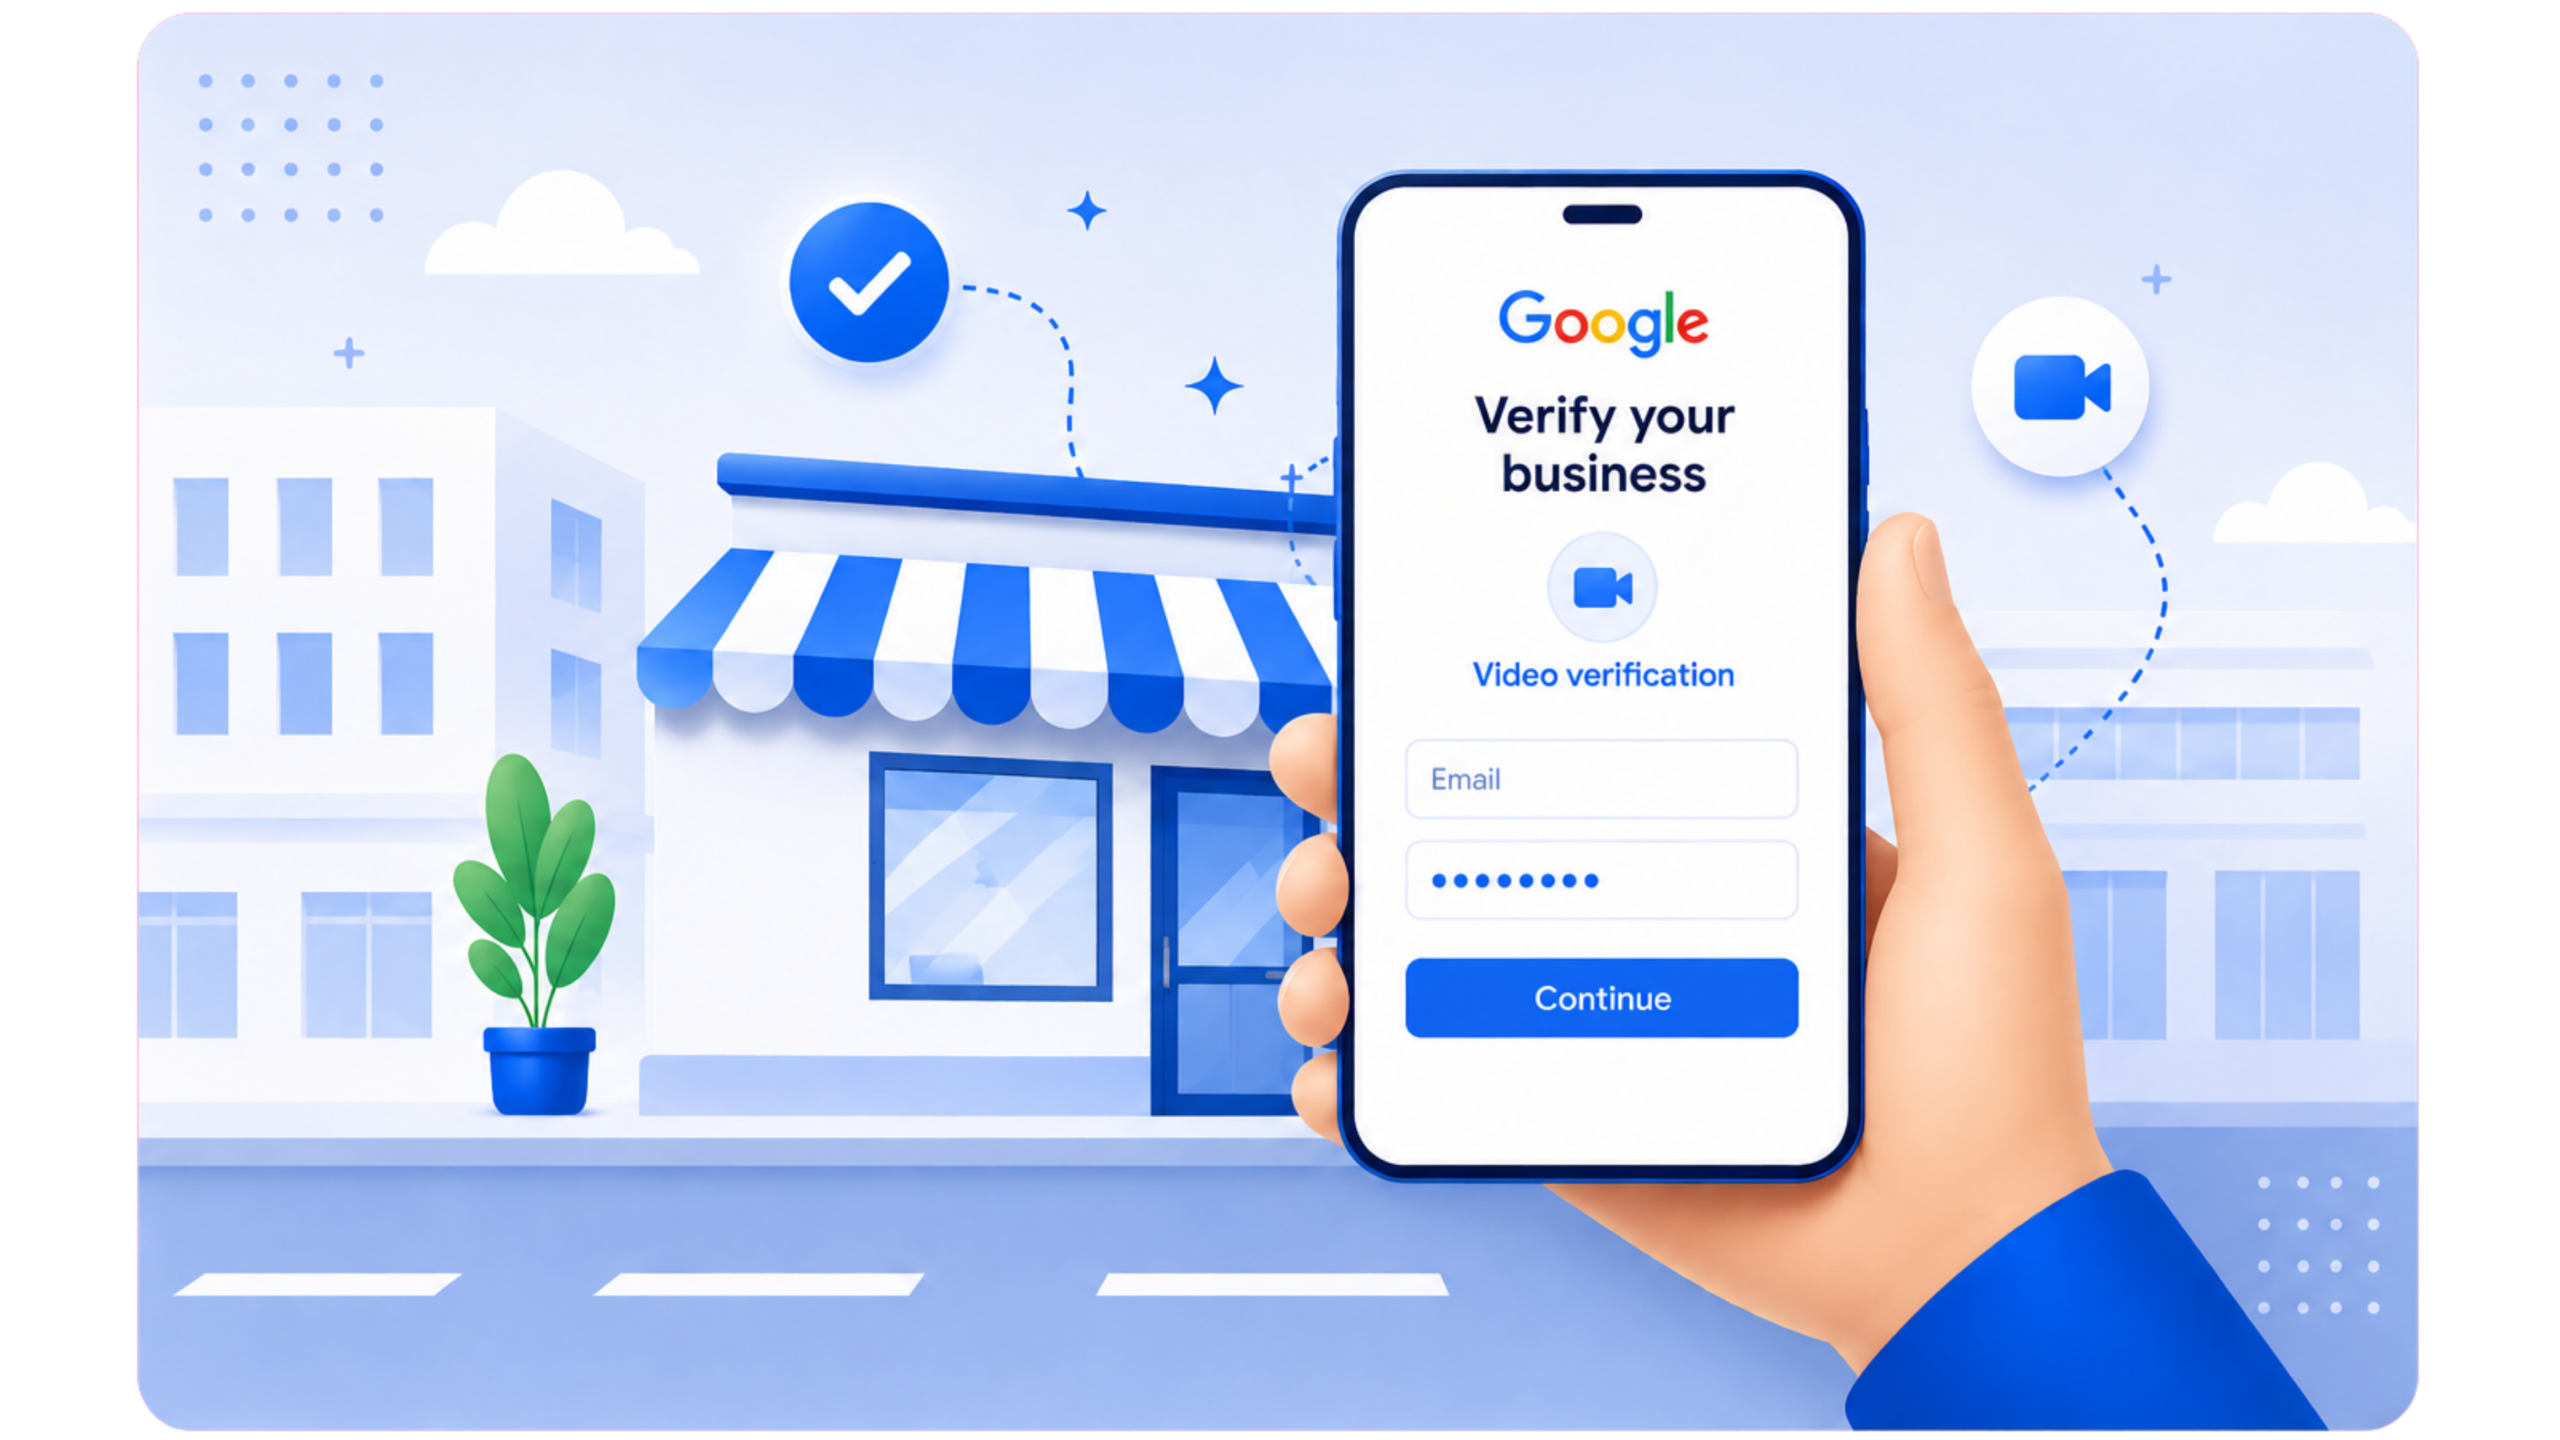 Google
Verify your
business
Video verification
Email
••••••••
Continue